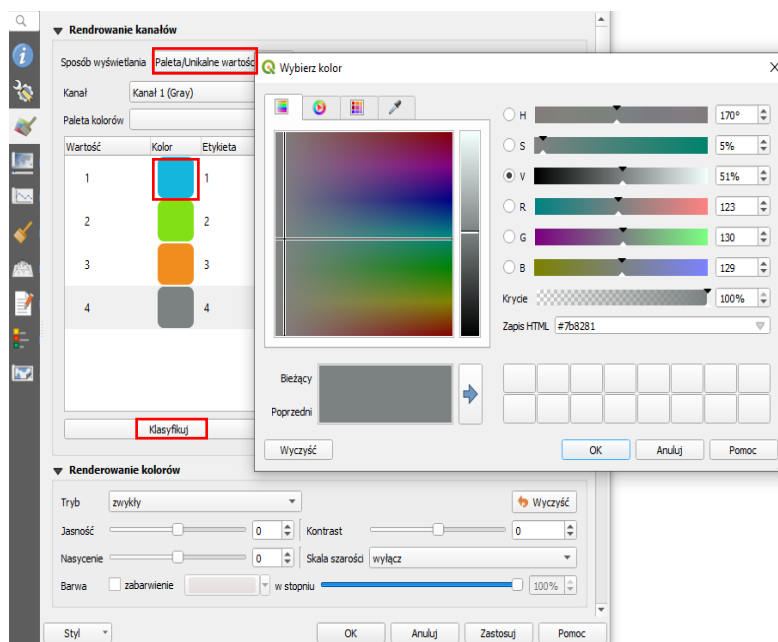 Rendrowanie kanałów
Sposób wyświetlania Paleta/Unikalne wartości
Kanał Kanał 1 (Gray)
Paleta kolorów
Wartość Kolor Etykieta
1 1
2 2
3 3
4 4
Klasyfikuj
Wybierz kolor
H 170°
S 5%
V 51%
R 123
G 130
B 129
Krycie 100%
Zapis HTML #7b8281
Bieżący
Poprzedni
Wyczyść OK Anuluj Pomoc
Renderowanie kolorów
Tryb zwykły Wyczyść
Jasność 0 Kontrast 0
Nasycenie 0 Skala szarości wyłącz
Barwa zabarwienie w stopniu 100%
Styl OK Anuluj Zastosuj Pomoc